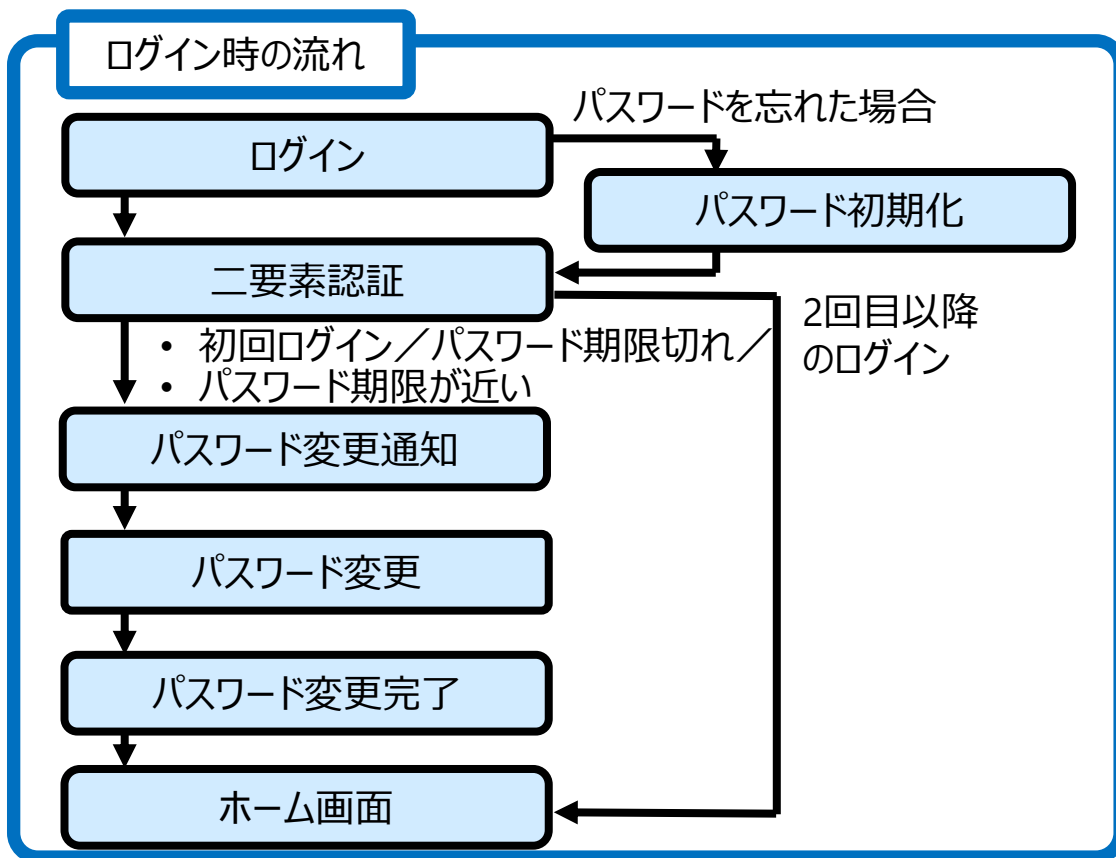 ログイン時の流れ
パスワードを忘れた場合
ログイン
パスワード初期化
二要素認証
2回目以降
のログイン
• 初回ログイン／パスワード期限切れ／
• パスワード期限が近い
パスワード変更通知
パスワード変更
パスワード変更完了
ホーム画面